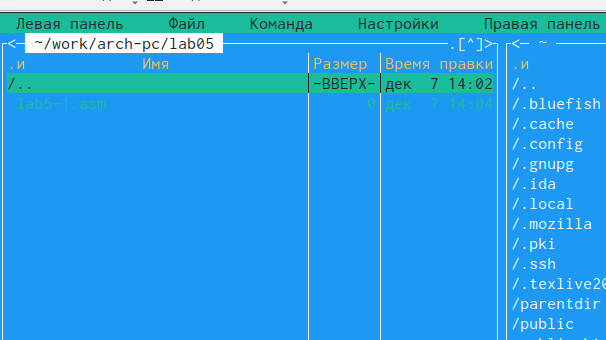 Левая панель Файл Команда Настройки Правая панель
<— ~/work/arch-pc/lab05 .[^]>
.и Имя Размер Время правки
/.. -ВВЕРХ- дек 7 14:02
lab5-1.asm 0 дек 7 14:04
<— ~
.и
/..
/.bluefish
/.cache
/.config
/.gnupg
/.ida
/.local
/.mozilla
/.pki
/.ssh
/.texlive20
/parentdir
/public